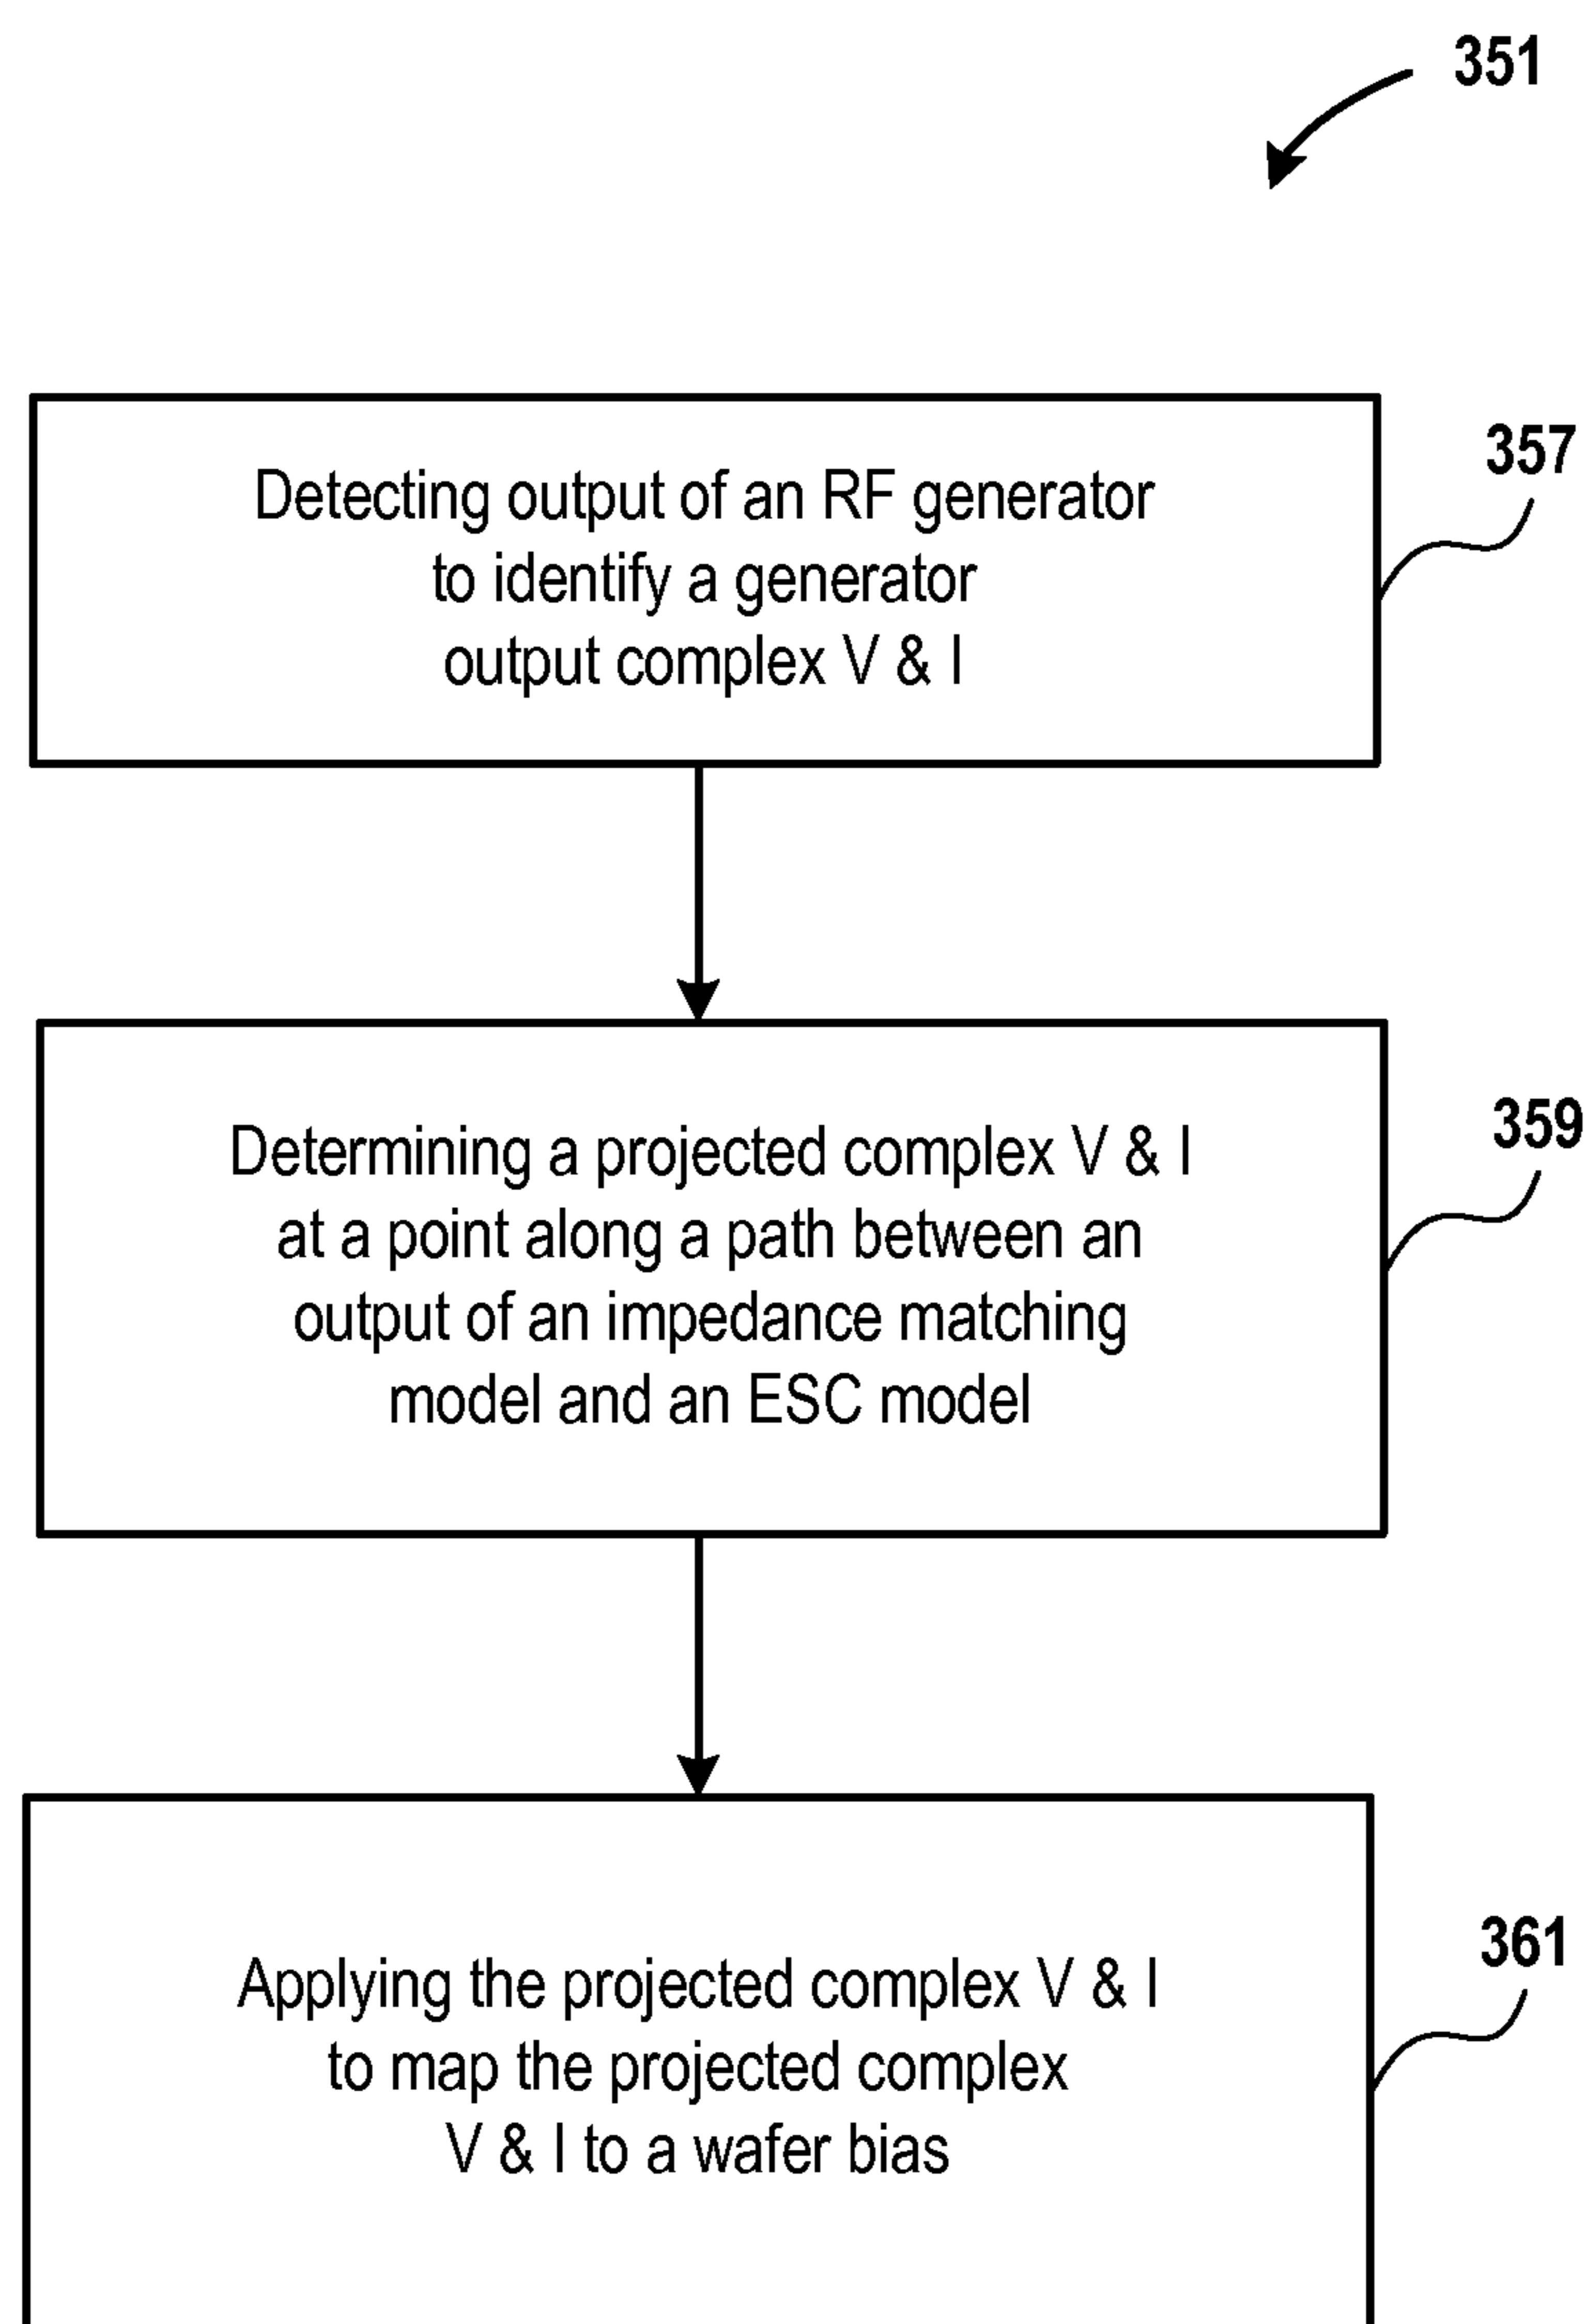 351
357
Detecting output of an RF generator
to identify a generator
output complex V & I
359
Determining a projected complex V & I
at a point along a path between an
output of an impedance matching
model and an ESC model
361
Applying the projected complex V & I
to map the projected complex
V & I to a wafer bias